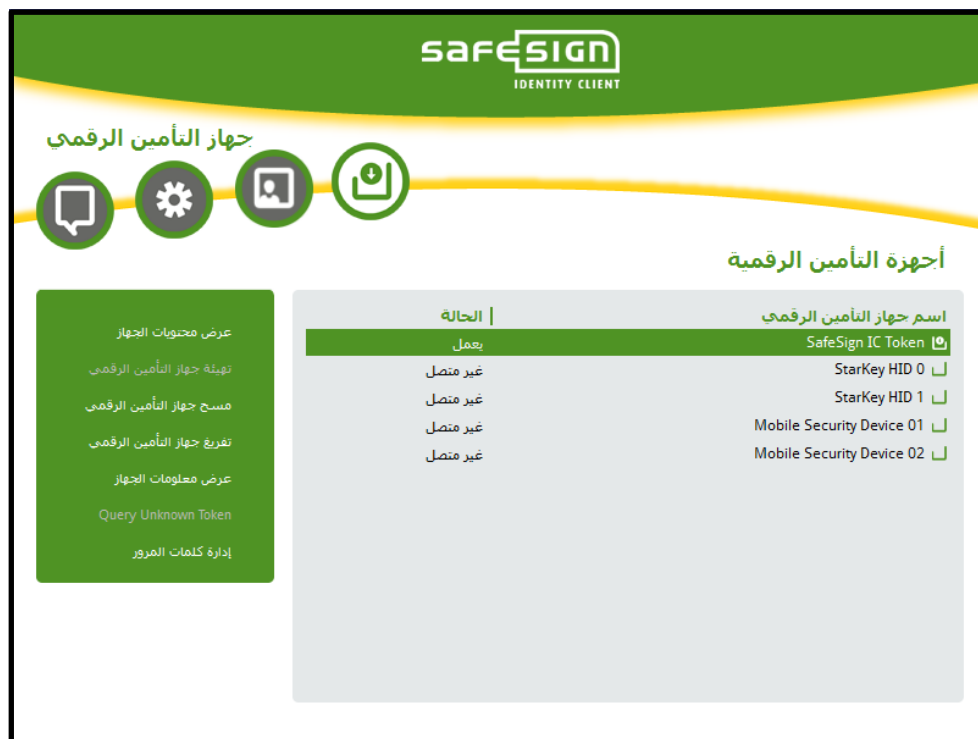 safesign
IDENTITY CLIENT
جهاز التأمين الرقمي
أجهزة التأمين الرقمية
اسم جهاز التأمين الرقمي | الحالة
SafeSign IC Token يعمل
StarKey HID 0 غير متصل
StarKey HID 1 غير متصل
Mobile Security Device 01 غير متصل
Mobile Security Device 02 غير متصل
عرض محتويات الجهاز
تهيئة جهاز التأمين الرقمي
مسح جهاز التأمين الرقمي
تفريغ جهاز التأمين الرقمي
عرض معلومات الجهاز
Query Unknown Token
إدارة كلمات المرور